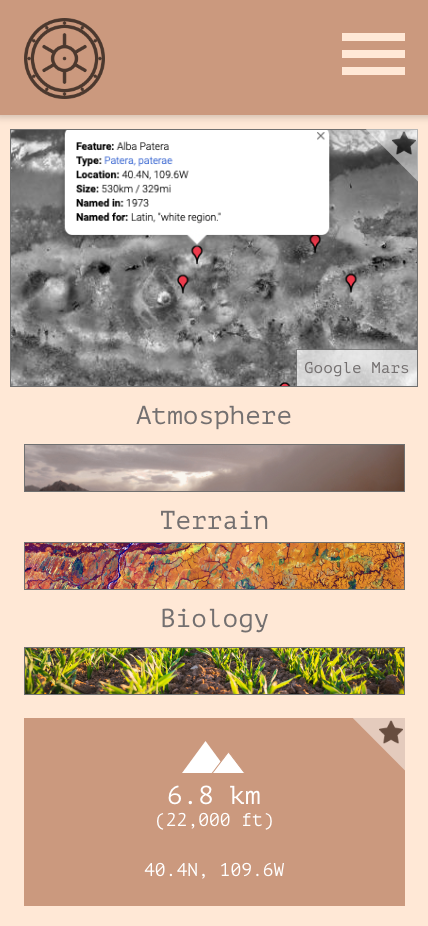 Feature: Alba Patera
Type: Patera, paterae
Location: 40.4N, 109.6W
Size: 530km / 329mi
Named in: 1973
Named for: Latin, "white region."
Google Mars
Atmosphere
Terrain
Biology
6.8 km
(22,000 ft)
40.4N, 109.6W